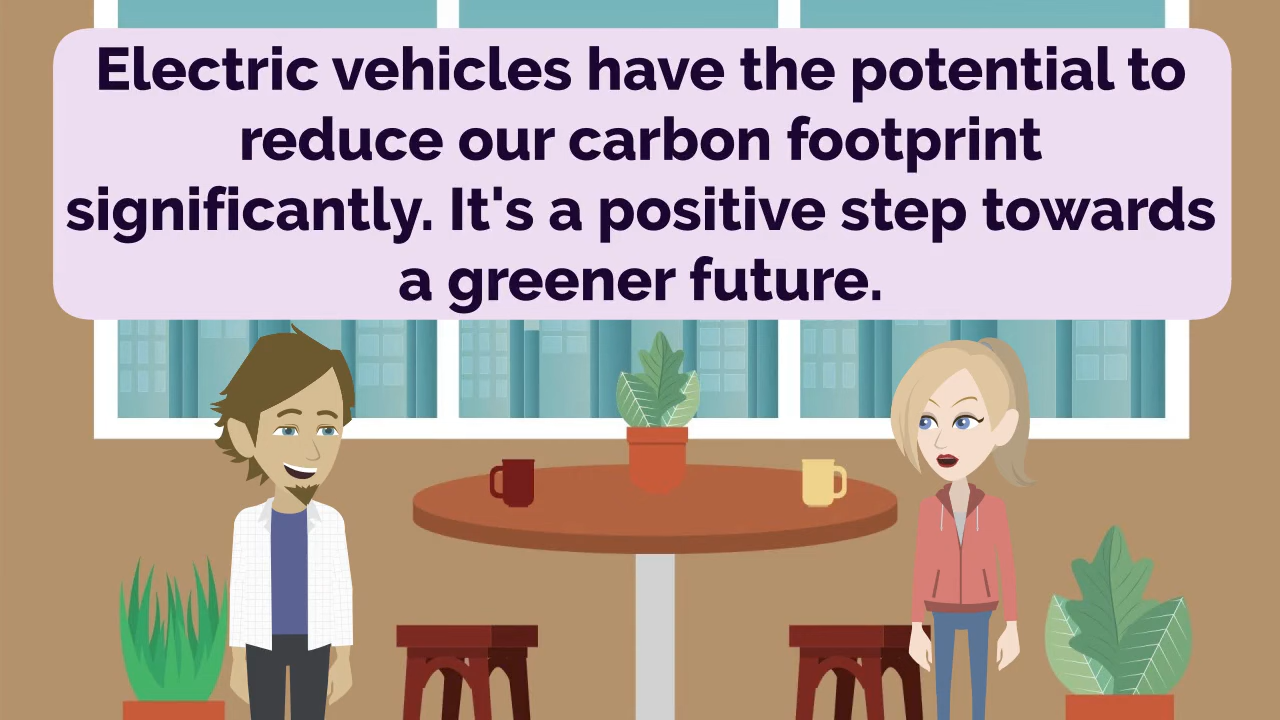 Electric vehicles have the potential to
reduce our carbon footprint
significantly. It's a positive step towards
a greener future.